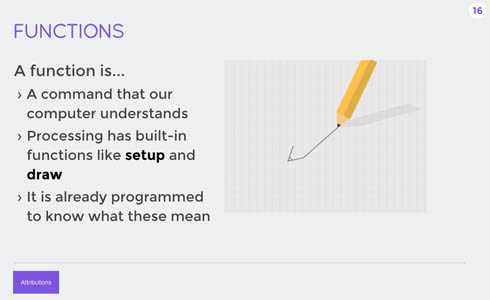 16
FUNCTIONS
A function is...
› A command that our
computer understands
› Processing has built-in
functions like setup and
draw
› It is already programmed
to know what these mean
Attributions